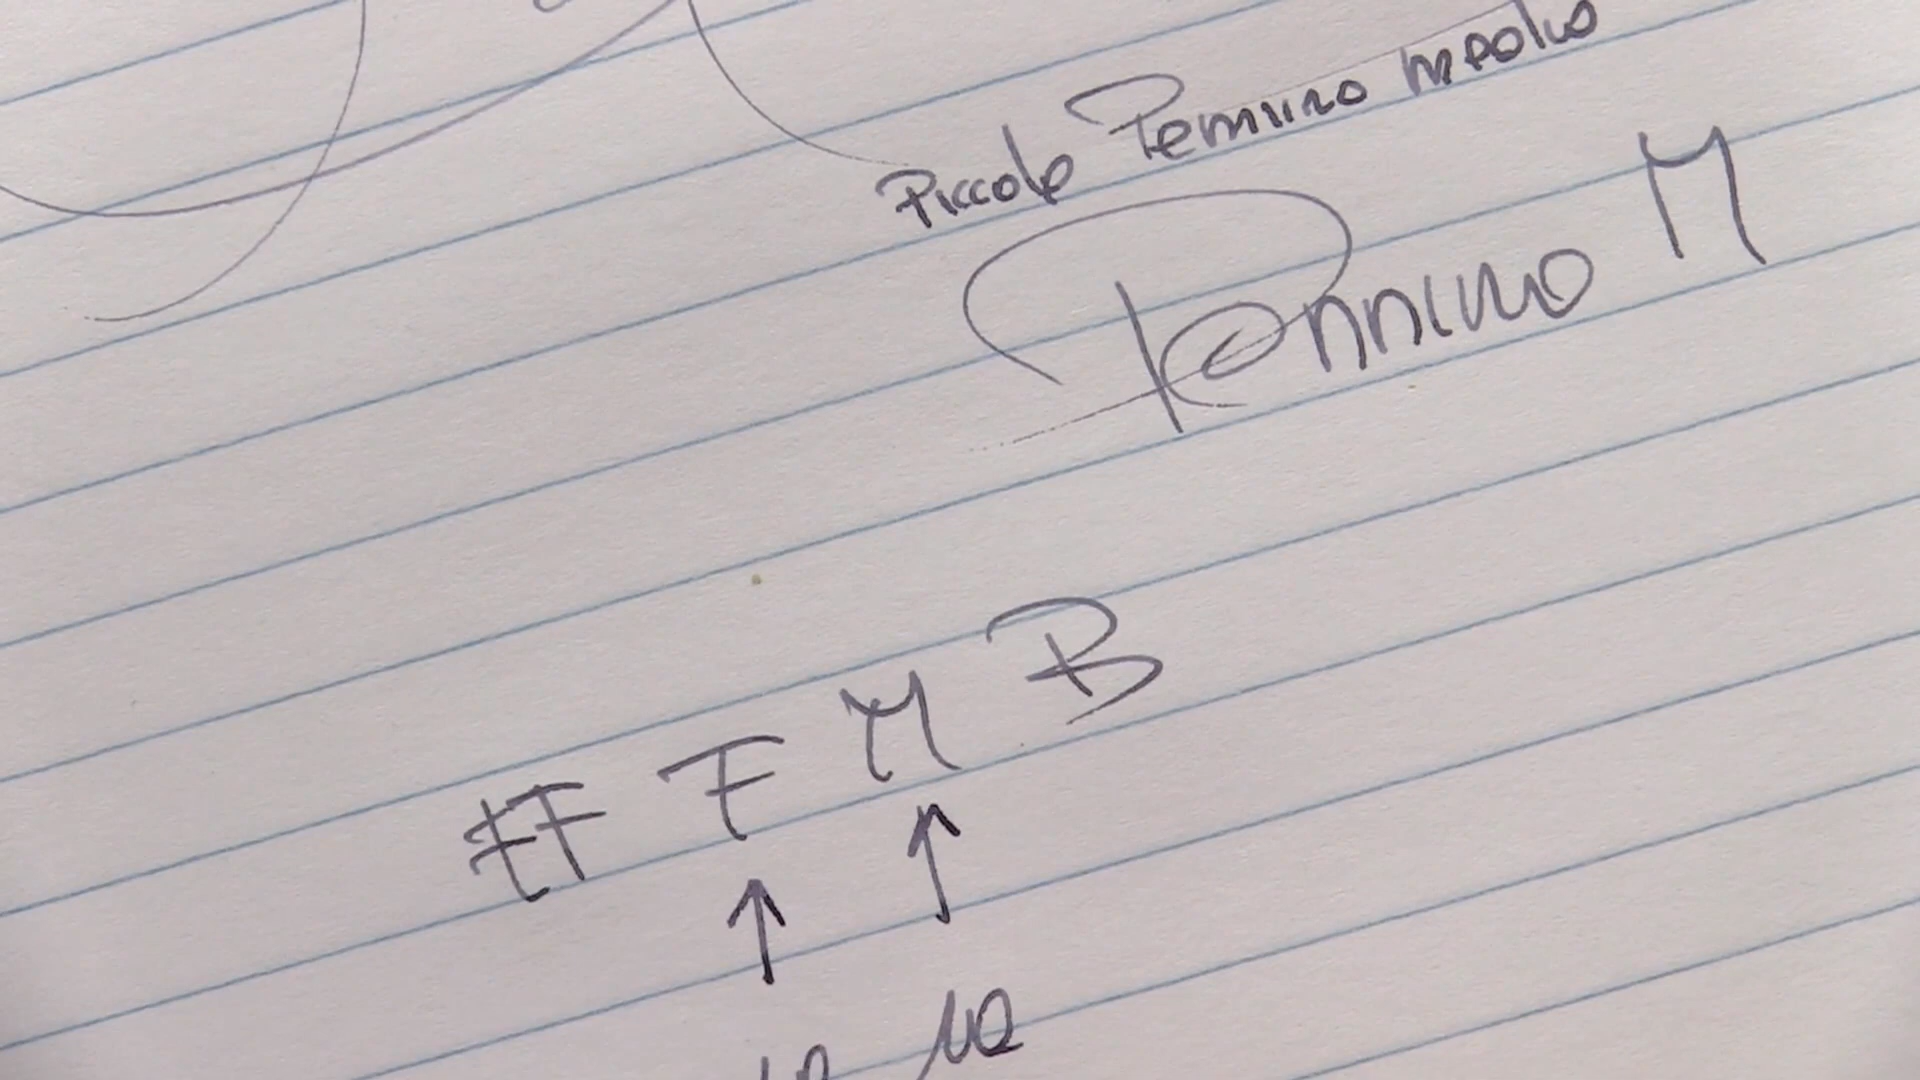 Piccolo Pennino Medio
Pennino M
EF F M B
↑ ↑